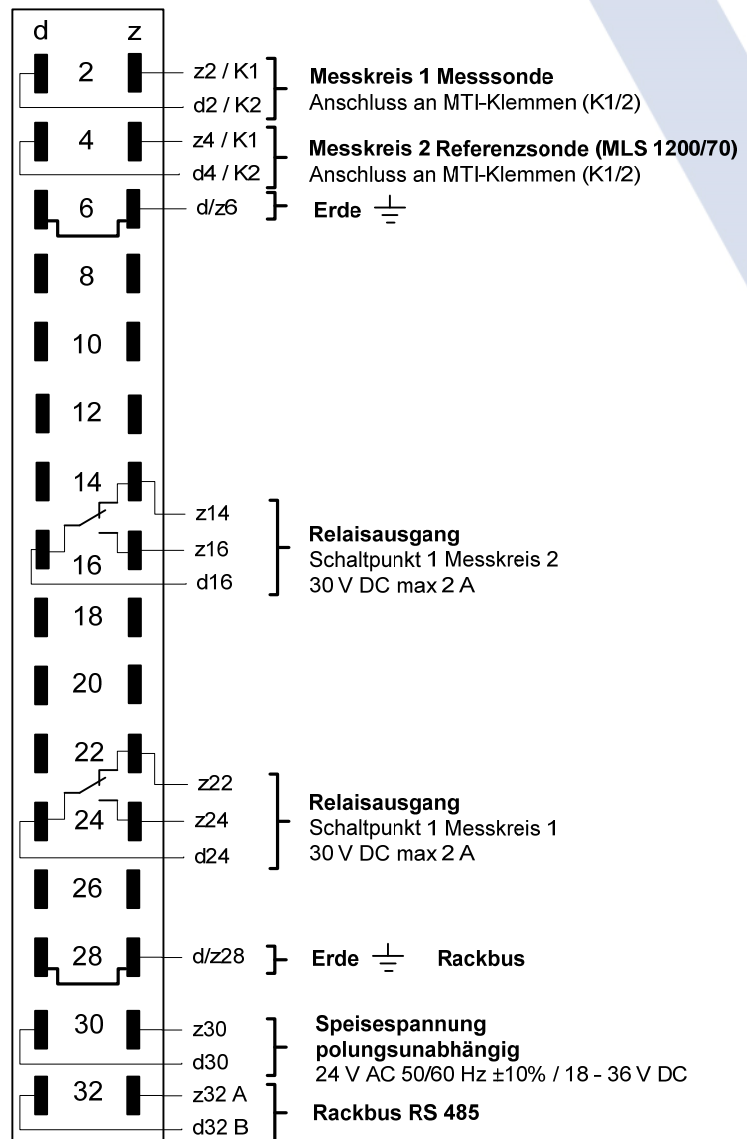 d z
2 z2 / K1
d2 / K2
Messkreis 1 Messsonde
Anschluss an MTI-Klemmen (K1/2)
4 z4 / K1
d4 / K2
Messkreis 2 Referenzsonde (MLS 1200/70)
Anschluss an MTI-Klemmen (K1/2)
6 d/z6 Erde
8
10
12
14
z14
z16
16
d16
Relaisausgang
Schaltpunkt 1 Messkreis 2
30 V DC max 2 A
18
20
22
z22
24 z24
d24
Relaisausgang
Schaltpunkt 1 Messkreis 1
30 V DC max 2 A
26
28 d/z28 Erde Rackbus
30 z30
d30
Speisespannung
polungsunabhängig
24 V AC 50/60 Hz ±10% / 18 - 36 V DC
32 z32 A
d32 B
Rackbus RS 485